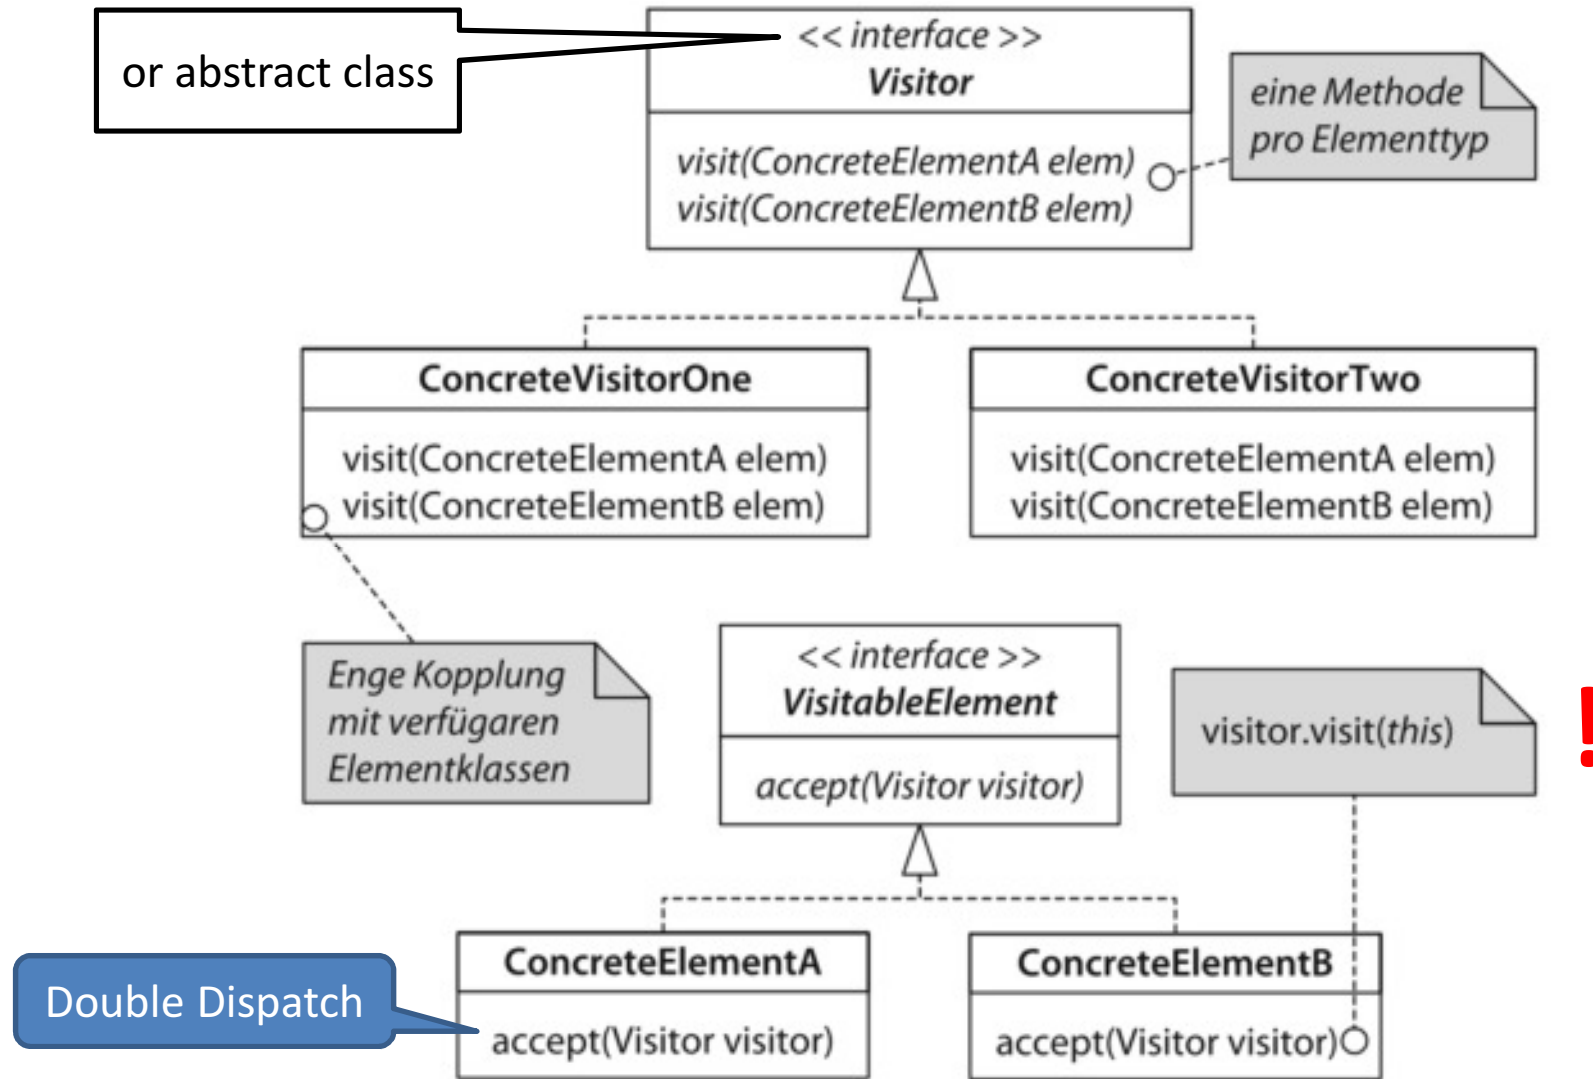 or abstract class
<< interface >>
Visitor
visit(ConcreteElementA elem)
visit(ConcreteElementB elem)
eine Methode
pro Elementtyp
ConcreteVisitorOne
visit(ConcreteElementA elem)
visit(ConcreteElementB elem)
ConcreteVisitorTwo
visit(ConcreteElementA elem)
visit(ConcreteElementB elem)
Enge Kopplung
mit verfügaren
Elementklassen
<< interface >>
VisitableElement
accept(Visitor visitor)
visitor.visit(this)
!
Double Dispatch
ConcreteElementA
accept(Visitor visitor)
ConcreteElementB
accept(Visitor visitor)